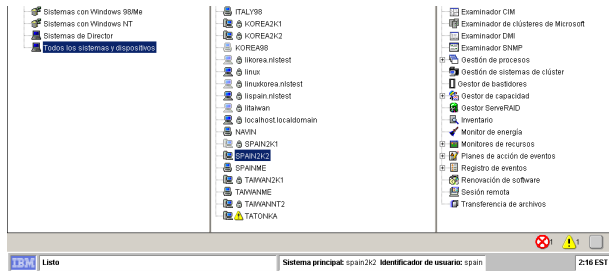 Sistemas con Windows 98/Me
Sistemas con Windows NT
Sistemas de Director
Todos los sistemas y dispositivos
ITALY98
KOREA2K1
KOREA2K2
KOREA98
likorea.nlstest
linux
linuxkorea.nlstest
lispain.nlstest
litaiwan
localhost.localdomain
NAVIN
SPAIN2K1
SPAIN2K2
SPAINME
TAIWAN2K1
TAIWANME
TAIWANNT2
TATONKA
Examinador CIM
Examinador de clústeres de Microsoft
Examinador DMI
Examinador SNMP
Gestión de procesos
Gestión de sistemas de clúster
Gestor de bastidores
Gestor de capacidad
Gestor ServeRAID
Inventario
Monitor de energía
Monitores de recursos
Planes de acción de eventos
Registro de eventos
Renovación de software
Sesión remota
Transferencia de archivos
1
1
IBM
Listo
Sistema principal: spain2k2 Identificador de usuario: spain
2:16 EST